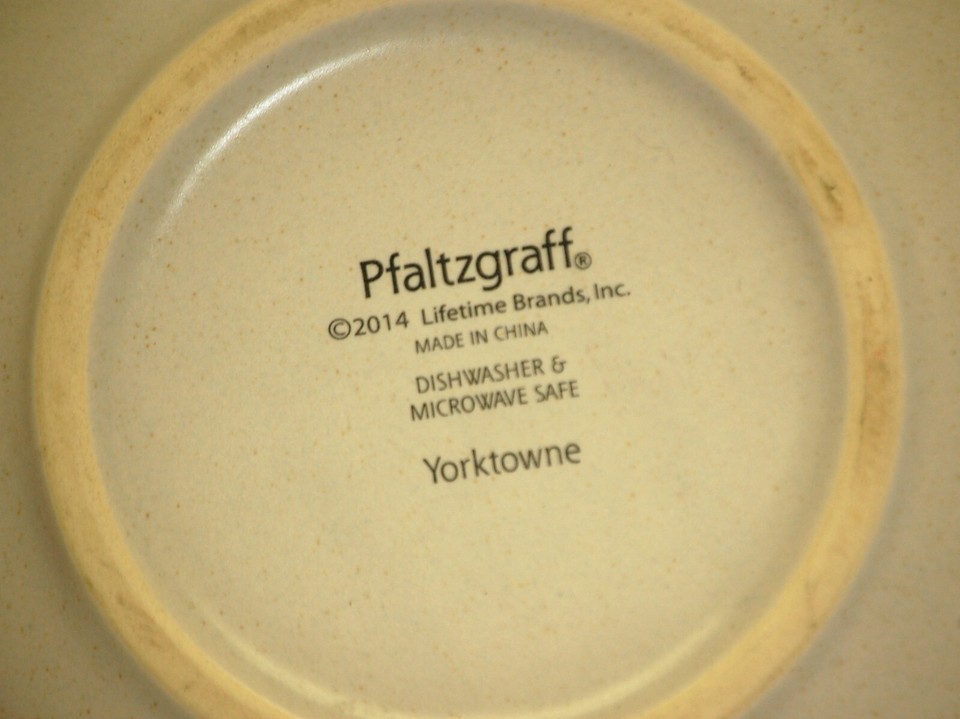 Pfaltzgraff®
©2014 Lifetime Brands, Inc.
MADE IN CHINA
DISHWASHER &
MICROWAVE SAFE
Yorktowne